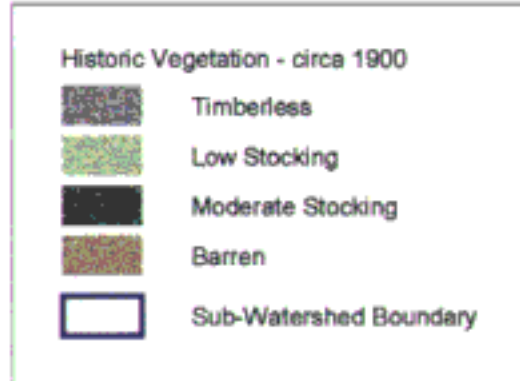 Historic Vegetation - circa 1900
Timberless
Low Stocking
Moderate Stocking
Barren
Sub-Watershed Boundary